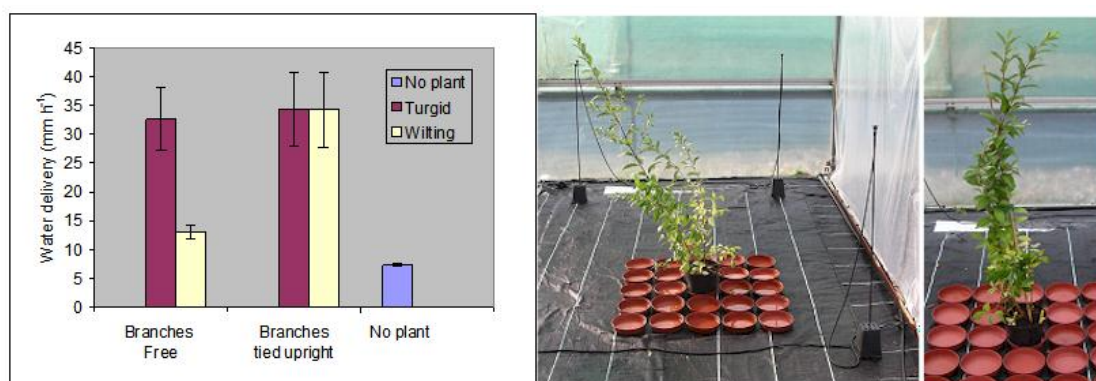 45
40
35
30
25
20
15
10
5
0
Water delivery (mm h⁻¹)
No plant
Turgid
Wilting
Branches
Free
Branches
tied upright
No plant